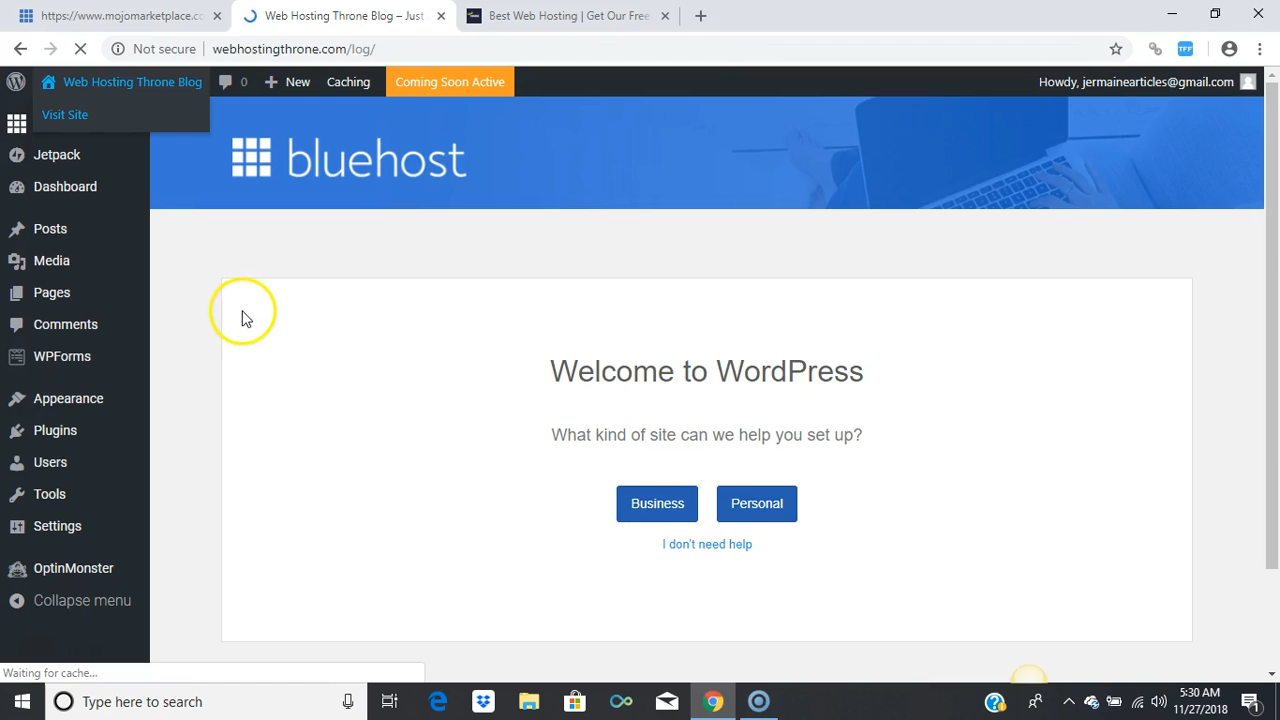 https://www.mojomarketplace.c
Web Hosting Throne Blog – Just
Best Web Hosting | Get Our Free
Not secure
webhostingthrone.com/log/
Web Hosting Throne Blog
0
New
Caching
Coming Soon Active
Howdy, jermainearticles@gmail.com
Visit Site
bluehost
Jetpack
Dashboard
Posts
Media
Pages
Comments
WPForms
Appearance
Plugins
Users
Tools
Settings
OptinMonster
Collapse menu
Welcome to WordPress
What kind of site can we help you set up?
Business
Personal
I don't need help
Waiting for cache...
Type here to search
5:30 AM
11/27/2018